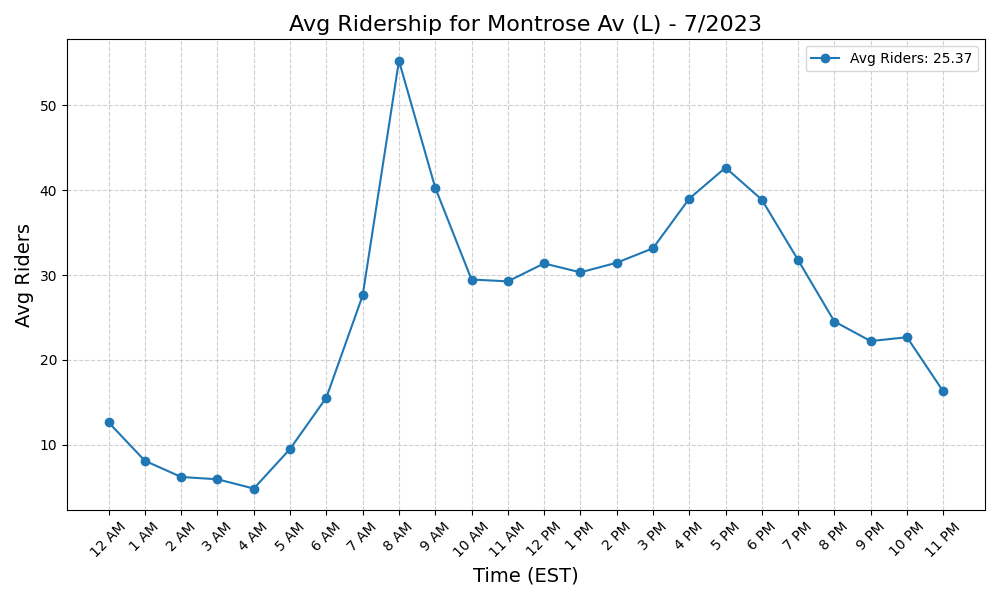 Avg Ridership for Montrose Av (L) - 7/2023
Avg Riders: 25.37
Avg Riders
50
40
30
20
10
12 AM
1 AM
2 AM
3 AM
4 AM
5 AM
6 AM
7 AM
8 AM
9 AM
10 AM
11 AM
12 PM
1 PM
2 PM
3 PM
4 PM
5 PM
6 PM
7 PM
8 PM
9 PM
10 PM
11 PM
Time (EST)